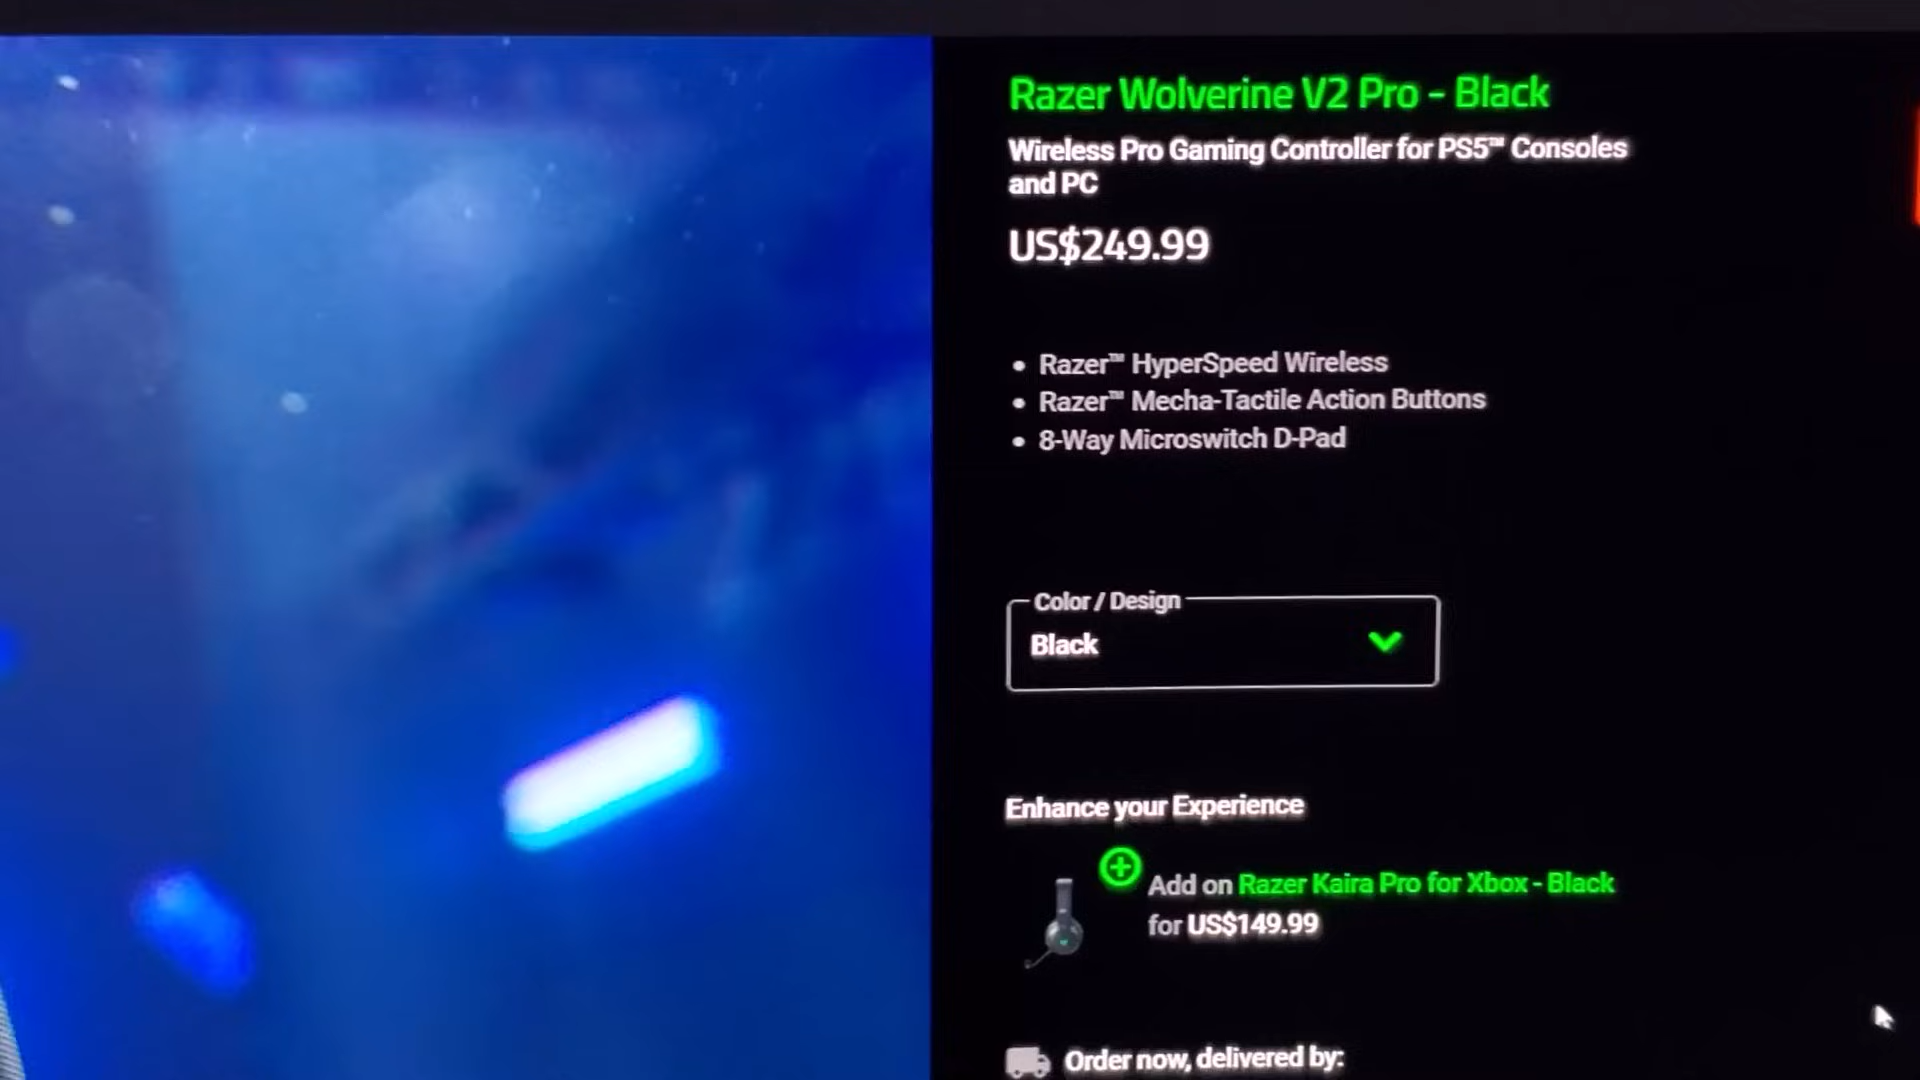 Razer Wolverine V2 Pro - Black
Wireless Pro Gaming Controller for PS5™ Consoles
and PC
US$249.99
Razer™ HyperSpeed Wireless
Razer™ Mecha-Tactile Action Buttons
8-Way Microswitch D-Pad
Color / Design
Black
Enhance your Experience
Add on Razer Kaira Pro for Xbox - Black
for US$149.99
Order now, delivered by: